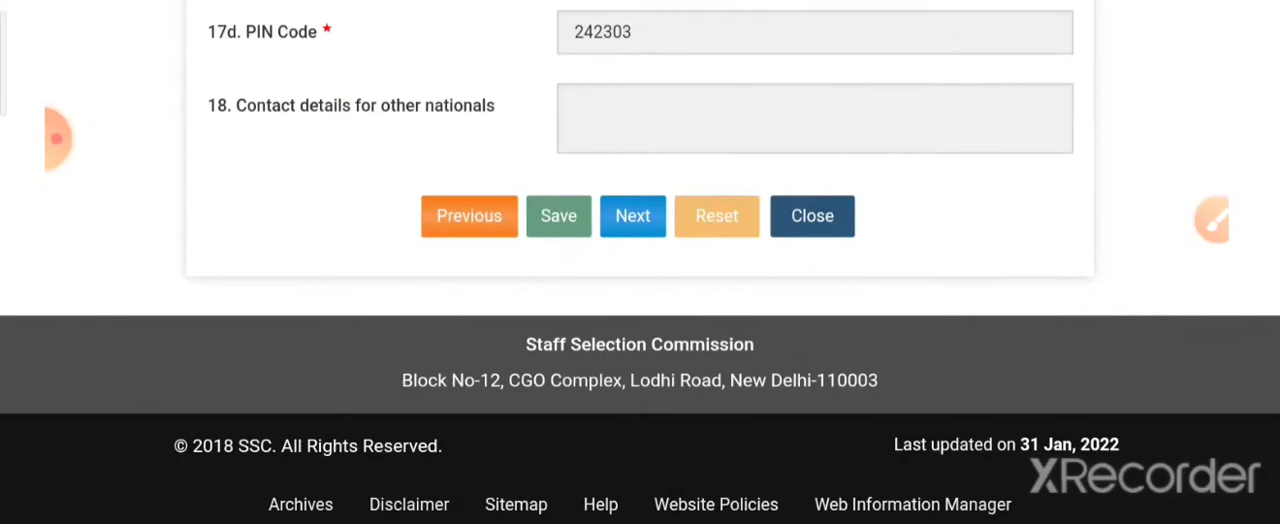 17d. PIN Code *
242303
18. Contact details for other nationals
Previous Save Next Reset Close
Staff Selection Commission
Block No-12, CGO Complex, Lodhi Road, New Delhi-110003
© 2018 SSC. All Rights Reserved.
Last updated on 31 Jan, 2022
XRecorder
Archives Disclaimer Sitemap Help Website Policies Web Information Manager